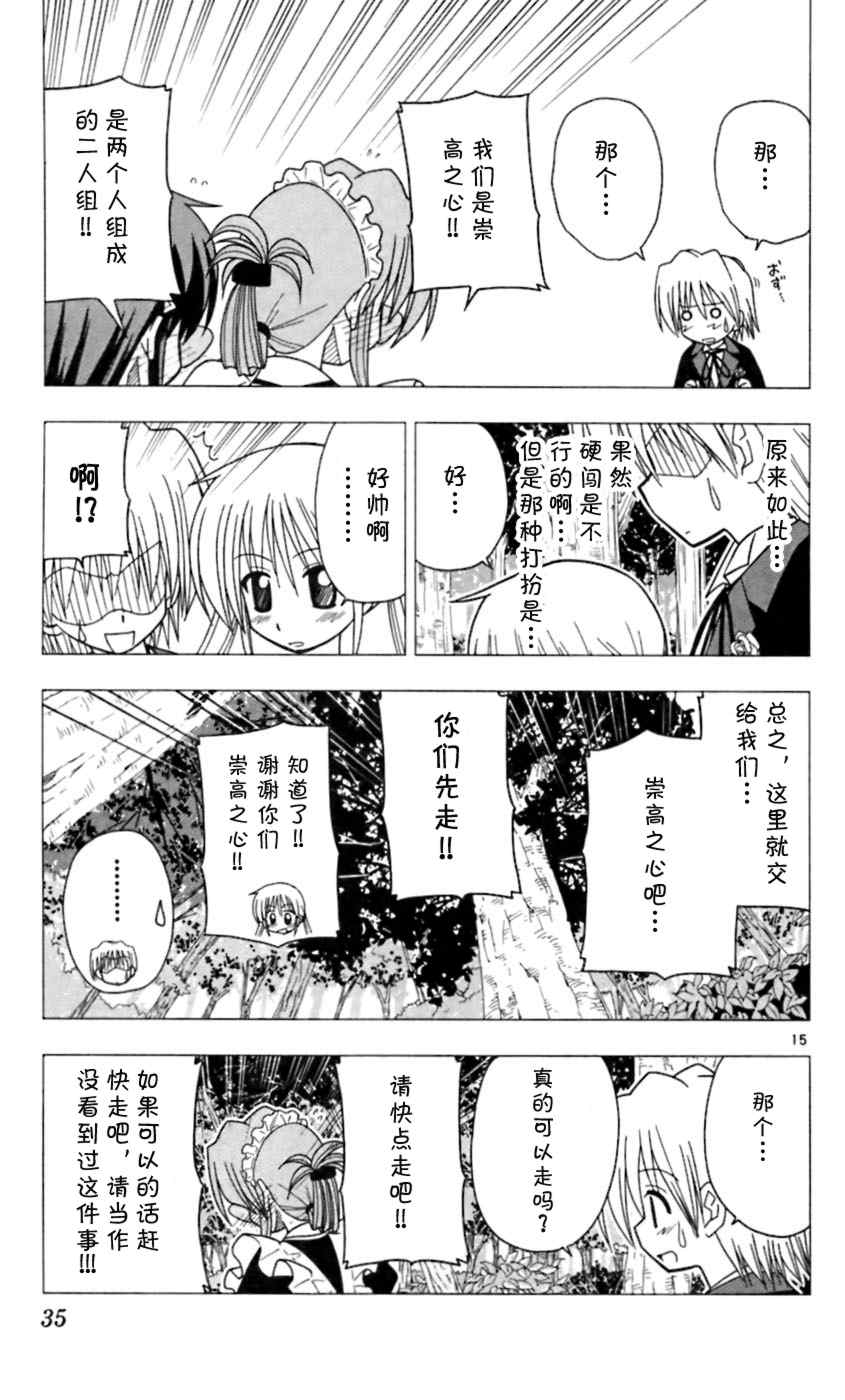 那…
那
个…
我们是崇
高之心!!
是两个人组成
的二人组!!
おず…
原来如此…
果然
硬闯是不
行的啊…
但是那种打扮是…
好…
好帅啊
………
啊
!?
总之，这里就交
给我们…
崇高之心吧…
你们先走!!
知道了!!
谢谢你们
崇高之心!!
……
15
那个…
真的可以走吗?
请快点走吧!!
如果可以的话赶
快走吧，请当作
没看到过这件事!!!
35